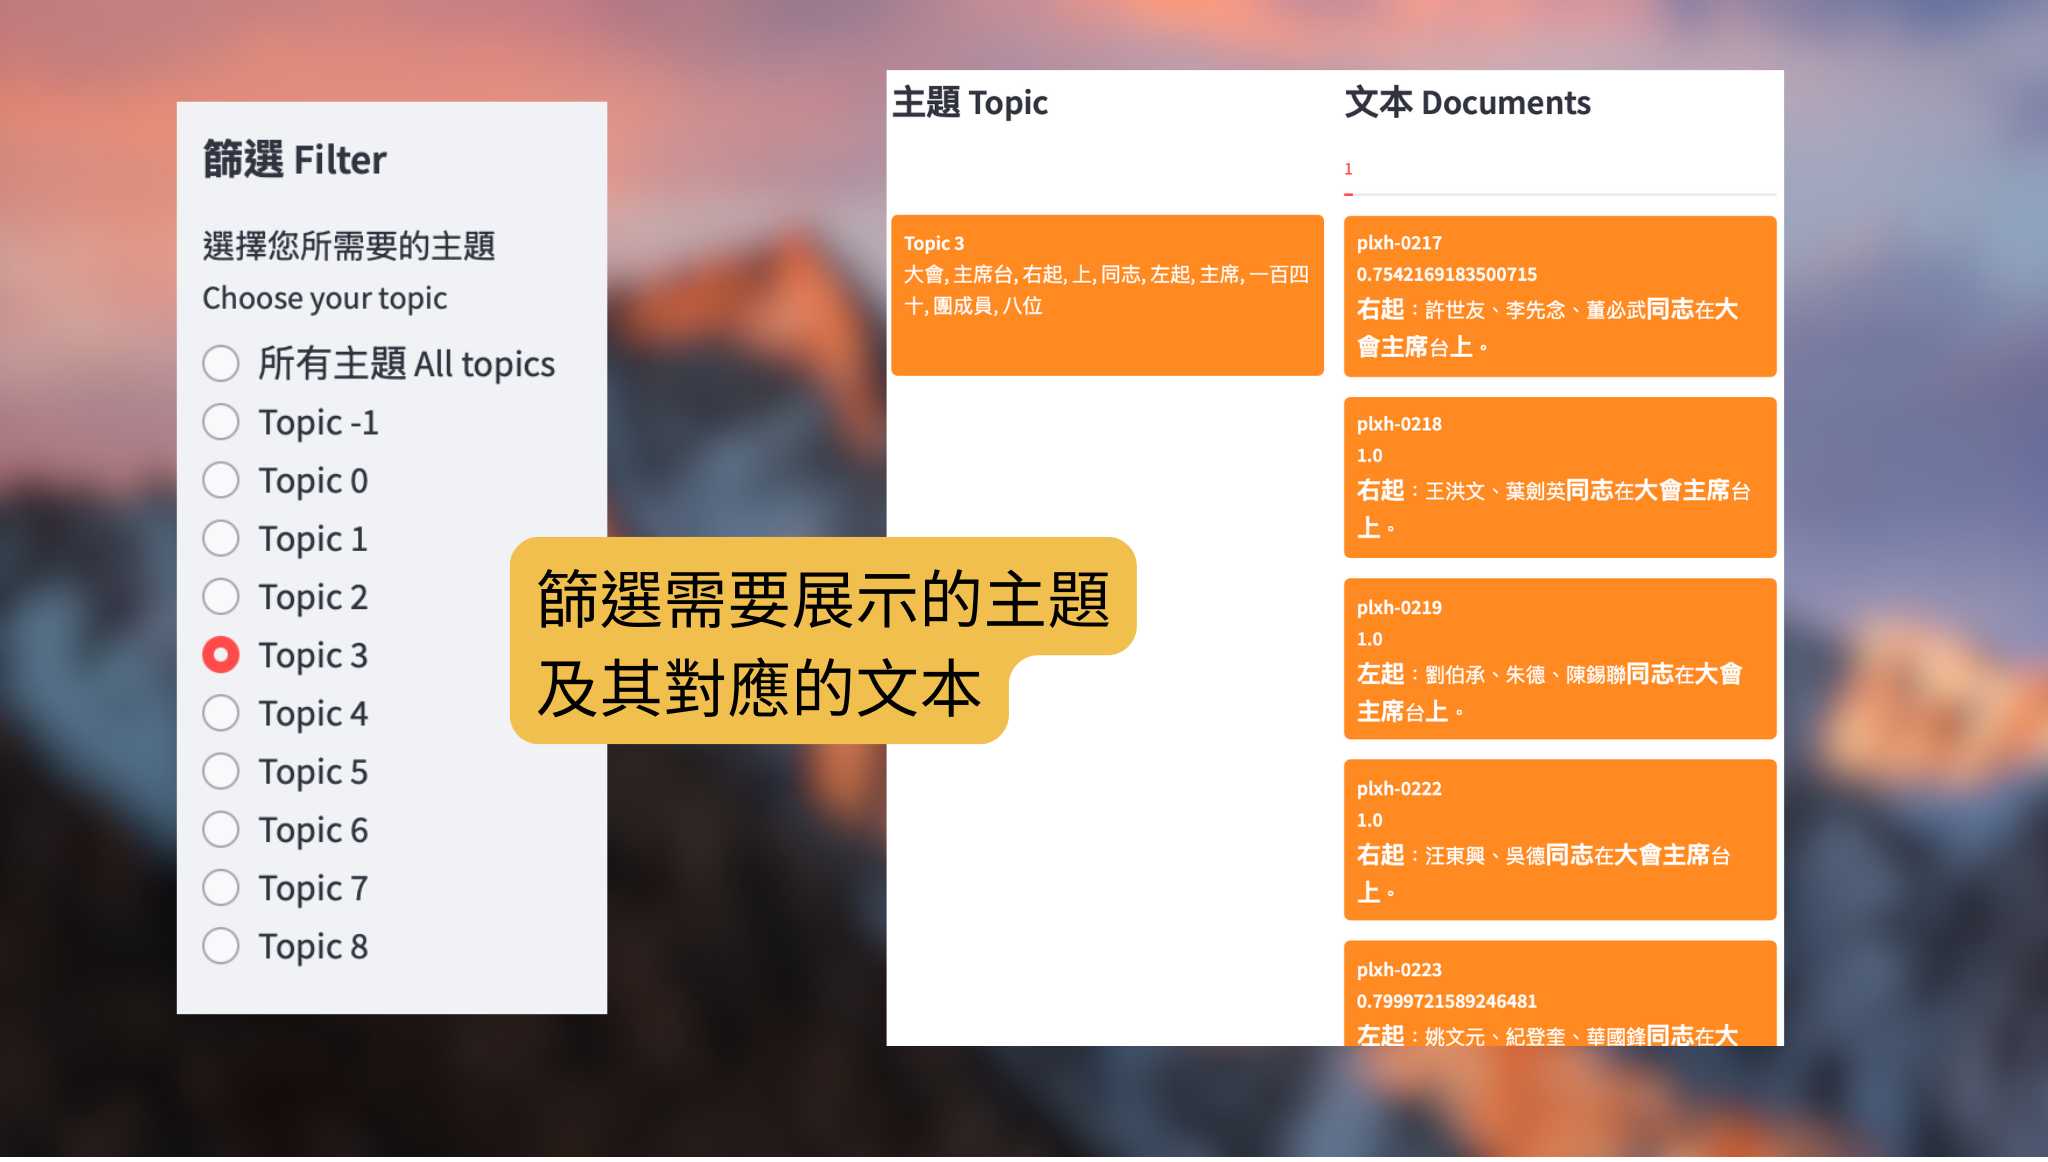 篩選 Filter
選擇您所需要的主題
Choose your topic
所有主題 All topics
Topic -1
Topic 0
Topic 1
Topic 2
Topic 3
Topic 4
Topic 5
Topic 6
Topic 7
Topic 8
篩選需要展示的主題
及其對應的文本
主題 Topic
Topic 3
大會, 主席台, 右起, 上, 同志, 左起, 主席, 一百四
十, 團成員, 八位
文本 Documents
1
plxh-0217
0.7542169183500715
右起：許世友、李先念、董必武同志在大
會主席台上。
plxh-0218
1.0
右起：王洪文、葉劍英同志在大會主席台
上。
plxh-0219
1.0
左起：劉伯承、朱德、陳錫聯同志在大會
主席台上。
plxh-0222
1.0
右起：汪東興、吳德同志在大會主席台
上。
plxh-0223
0.7999721589246481
左起：姚文元、紀登奎、華國鋒同志在大